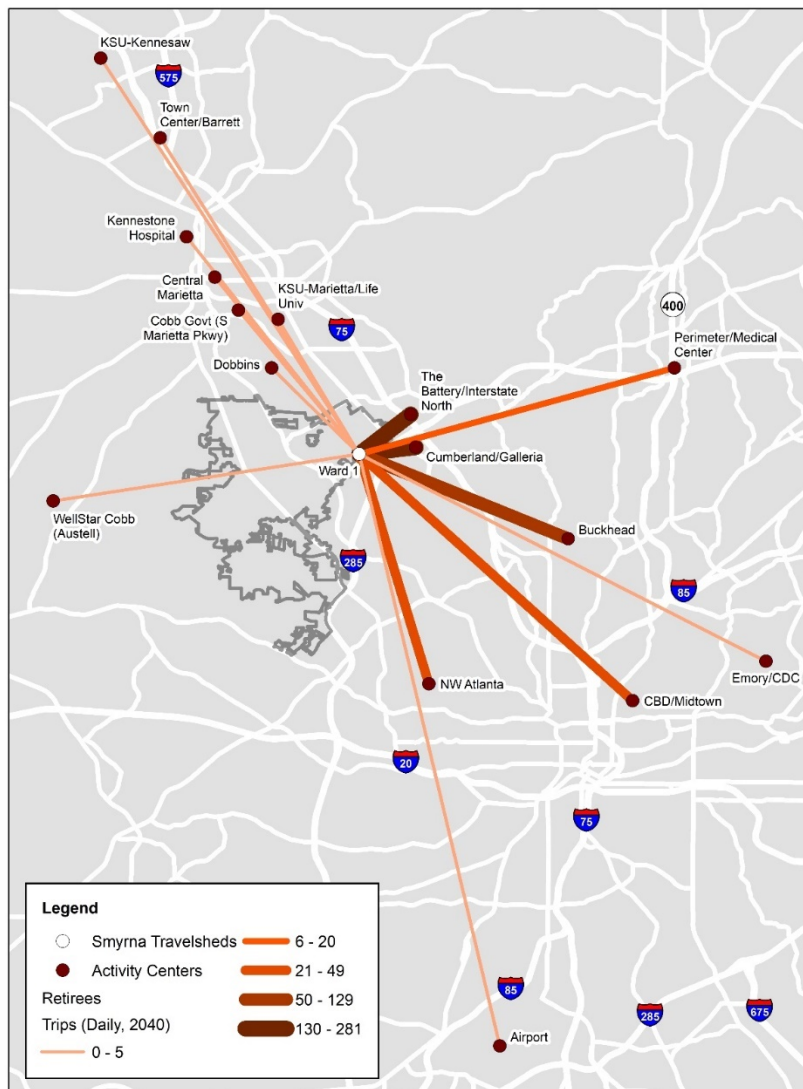 KSU-Kennesaw
575
Town
Center/Barrett
Kennestone
Hospital
Central
Marietta
KSU-Marietta/Life
Univ
Cobb Govt (S
Marietta Pkwy)
75
400
Perimeter/Medical
Center
Dobbins
The
Battery/Interstate
North
Cumberland/Galleria
Ward 1
WellStar Cobb
(Austell)
Buckhead
285
85
Emory/CDC
NW Atlanta
CBD/Midtown
20
75
Legend
Smyrna Travelsheds
Activity Centers
Retirees
Trips (Daily, 2040)
0 - 5
6 - 20
21 - 49
50 - 129
130 - 281
85
285
675
Airport